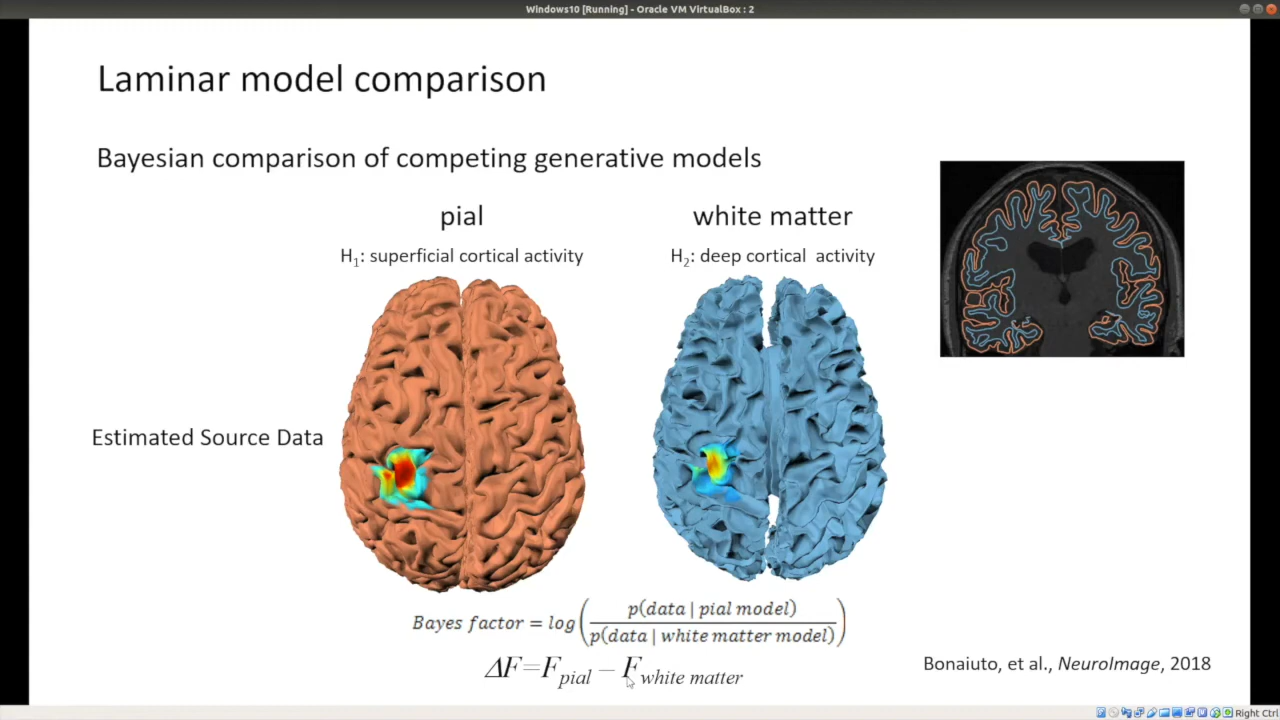 Windows10 [Running] - Oracle VM VirtualBox : 2
Laminar model comparison
Bayesian comparison of competing generative models
pial
white matter
H₁: superficial cortical activity
H₂: deep cortical activity
Estimated Source Data
Bayes factor = log(p(data | pial model) / p(data | white matter model))
ΔF=F_pial − F_white matter
Bonaiuto, et al., NeuroImage, 2018
Right Ctrl